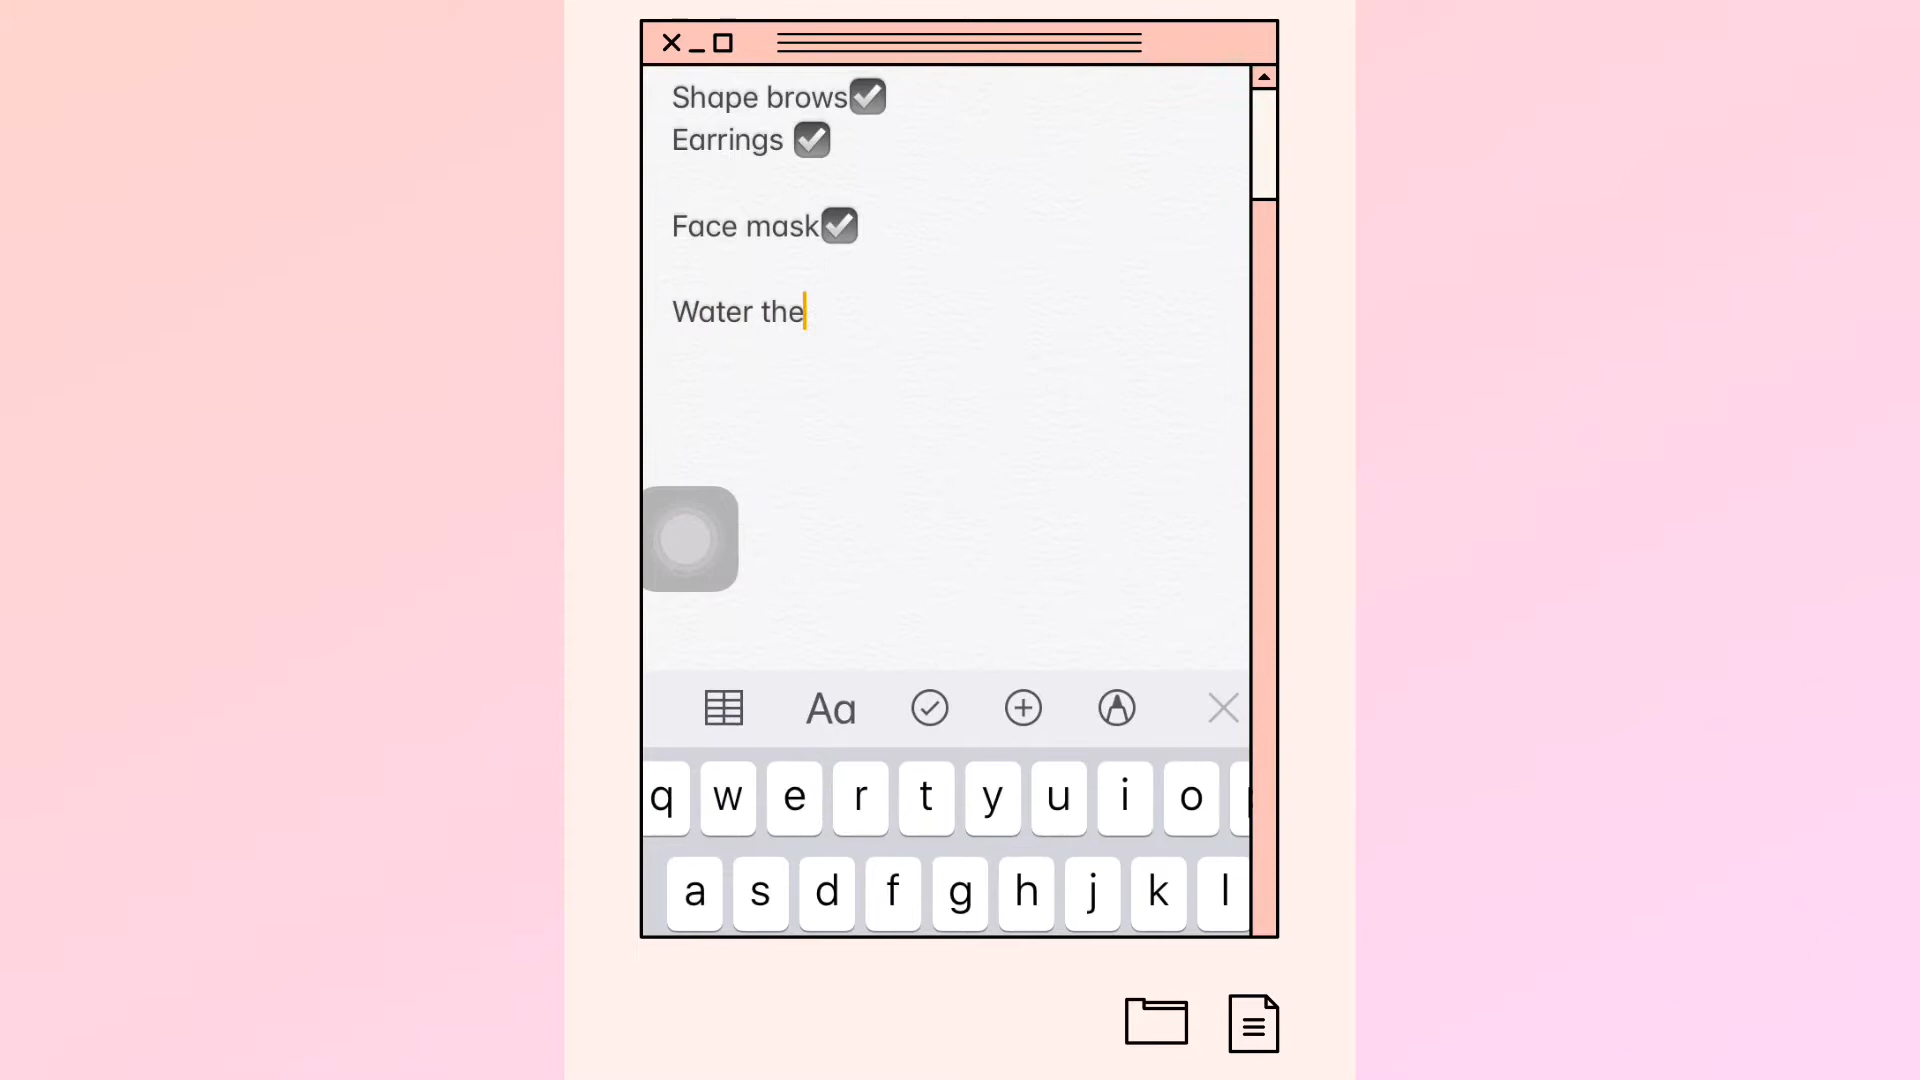 Shape brows☑
Earrings ☑
Face mask☑
Water the
Aa
q w e r t y u i o
a s d f g h j k l